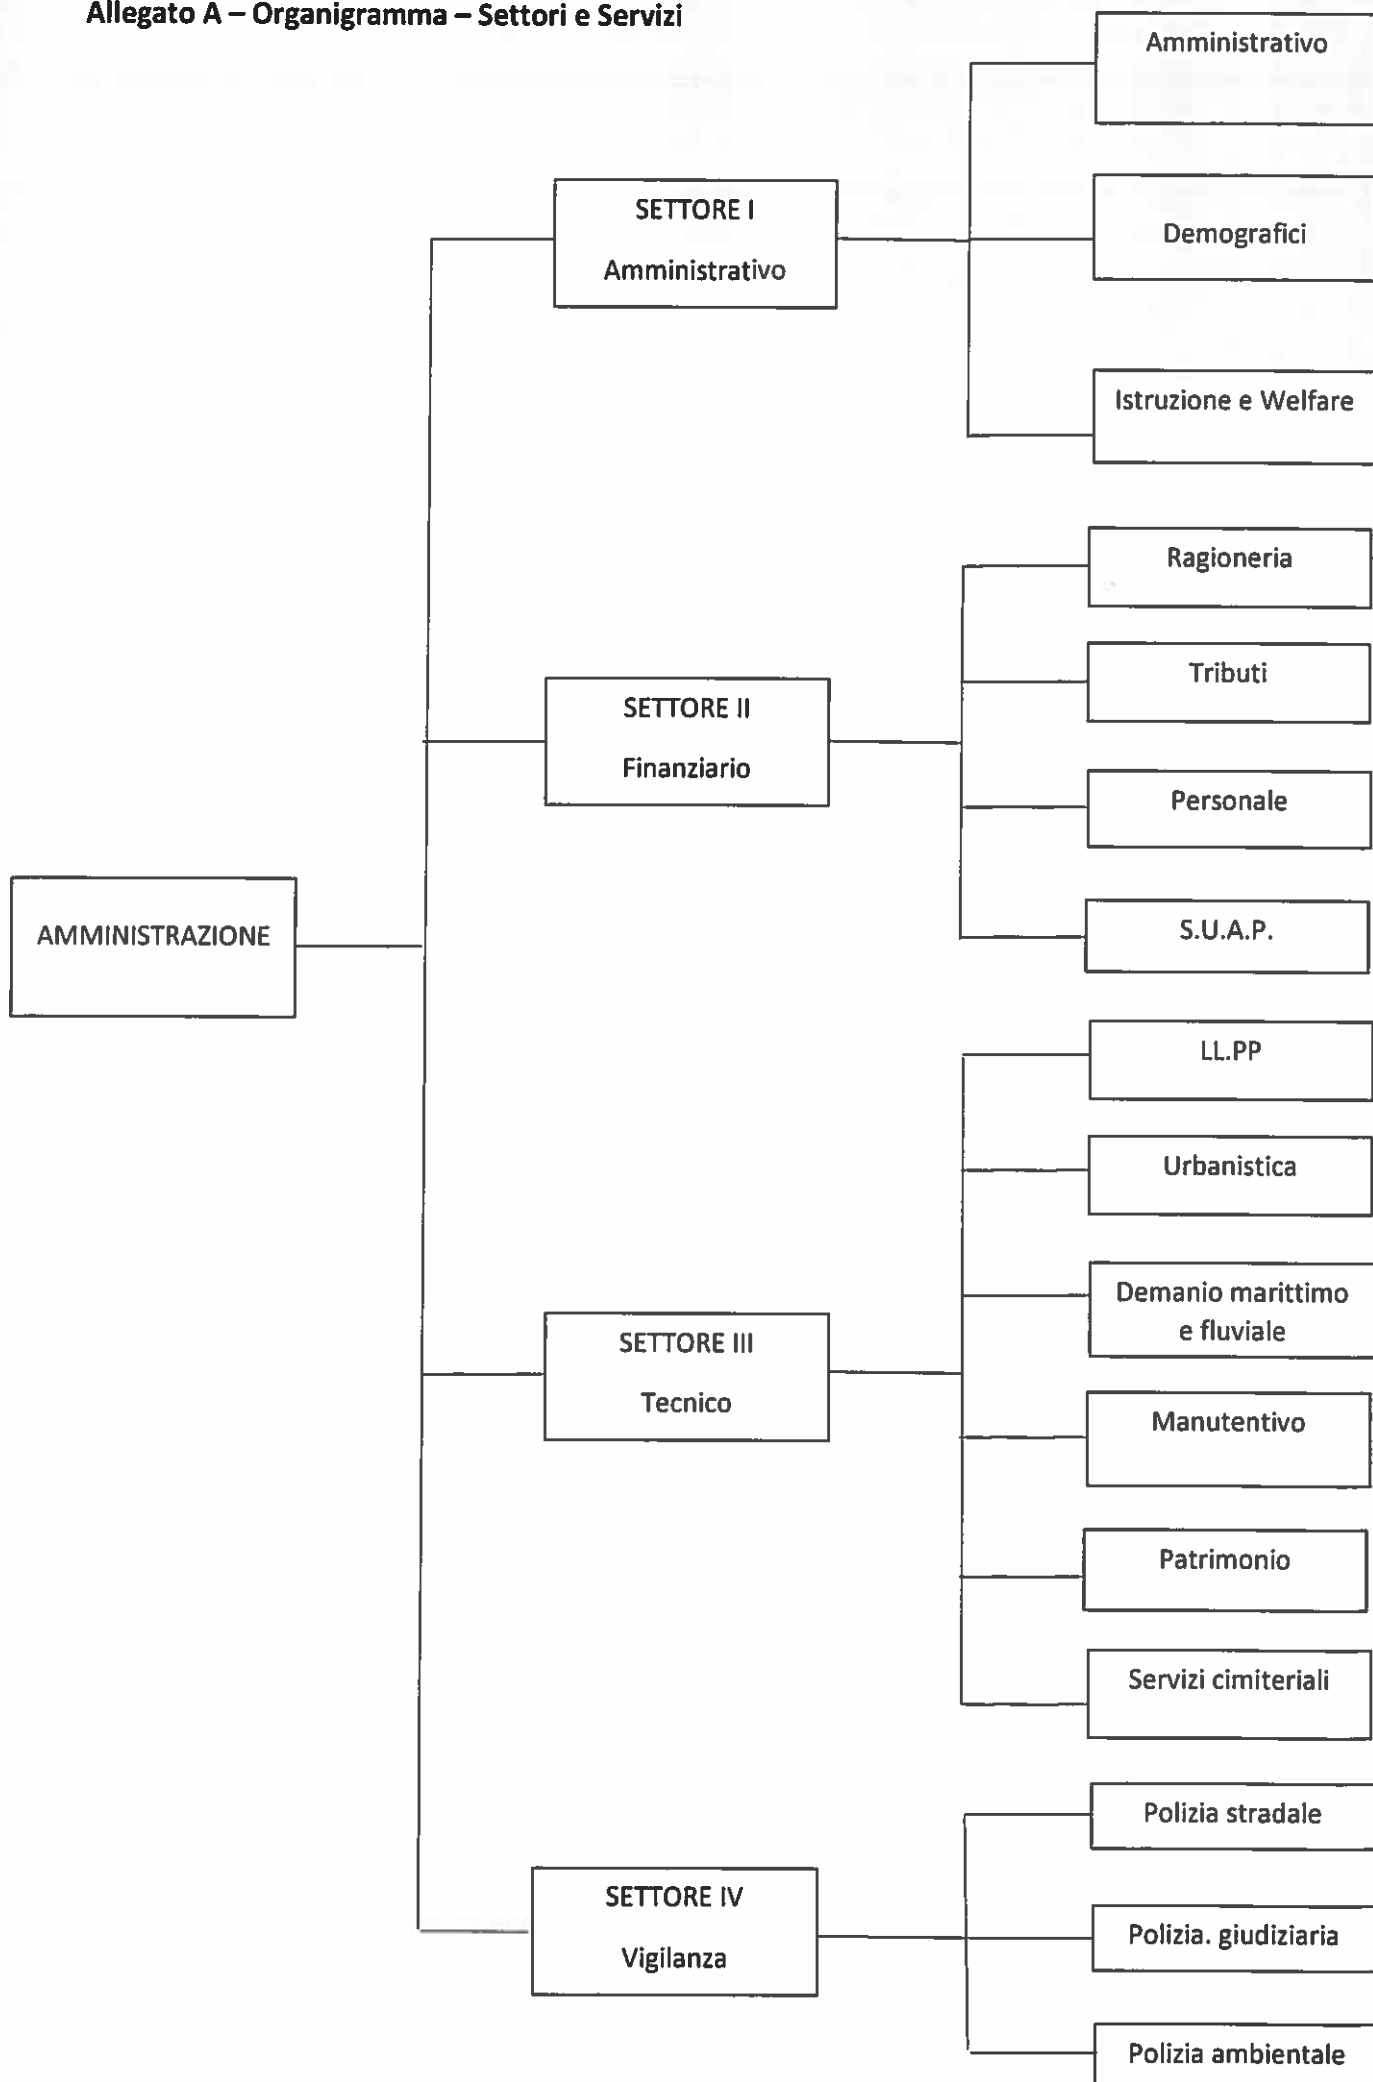 Allegato A – Organigramma – Settori e Servizi
Amministrativo
SETTORE I
Amministrativo
Demografici
Istruzione e Welfare
Ragioneria
Tributi
SETTORE II
Finanziario
Personale
AMMINISTRAZIONE
S.U.A.P.
LL.PP
Urbanistica
Demanio marittimo
e fluviale
SETTORE III
Tecnico
Manutentivo
Patrimonio
Servizi cimiteriali
Polizia stradale
SETTORE IV
Vigilanza
Polizia. giudiziaria
Polizia ambientale